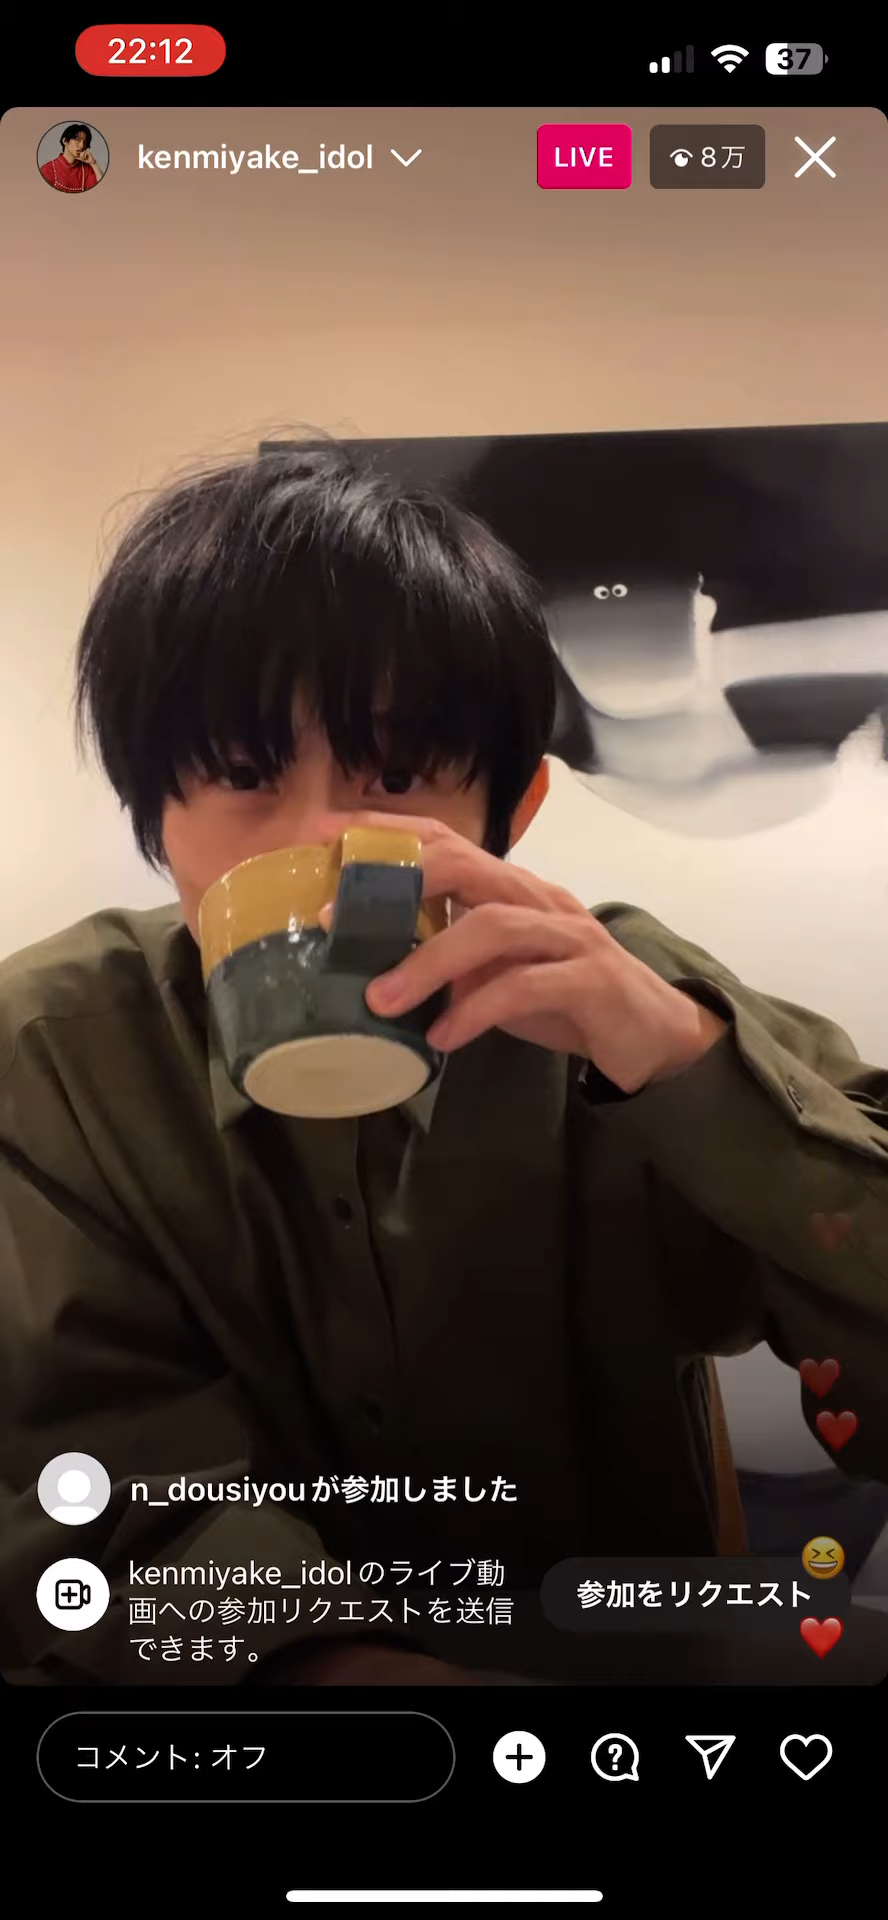 22:12
37
kenmiyake_idol
LIVE
8万
n_dousiyouが参加しました
kenmiyake_idolのライブ動
画への参加リクエストを送信
できます。
参加をリクエスト
コメント: オフ